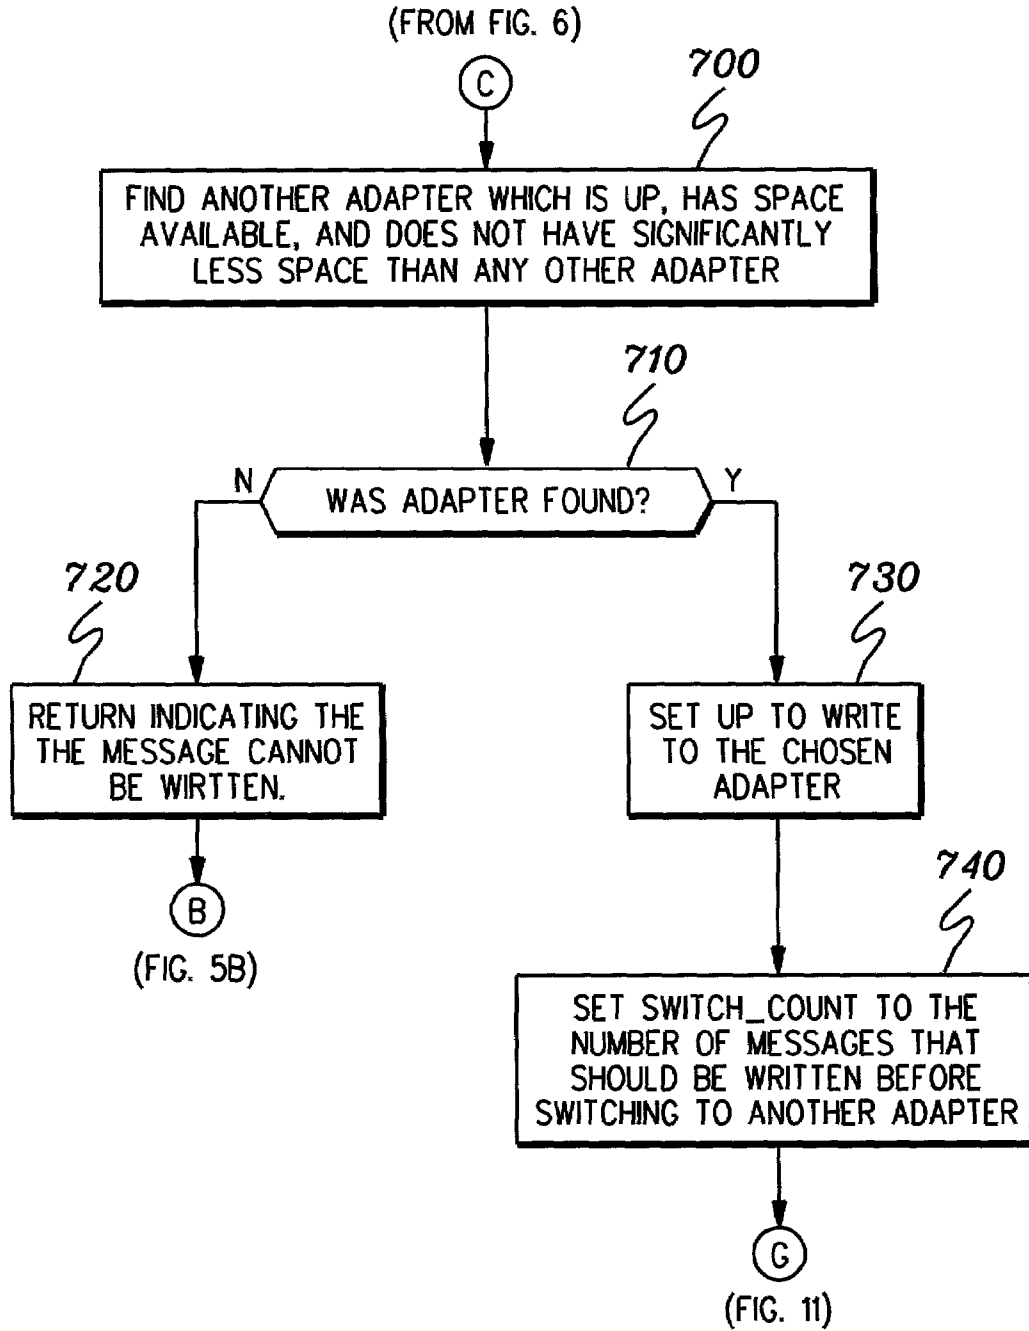 (FROM FIG. 6)
C
700
FIND ANOTHER ADAPTER WHICH IS UP, HAS SPACE
AVAILABLE, AND DOES NOT HAVE SIGNIFICANTLY
LESS SPACE THAN ANY OTHER ADAPTER
710
N
WAS ADAPTER FOUND?
Y
720
RETURN INDICATING THE
THE MESSAGE CANNOT
BE WIRTTEN.
B
(FIG. 5B)
730
SET UP TO WRITE
TO THE CHOSEN
ADAPTER
740
SET SWITCH_COUNT TO THE
NUMBER OF MESSAGES THAT
SHOULD BE WRITTEN BEFORE
SWITCHING TO ANOTHER ADAPTER
G
(FIG. 11)